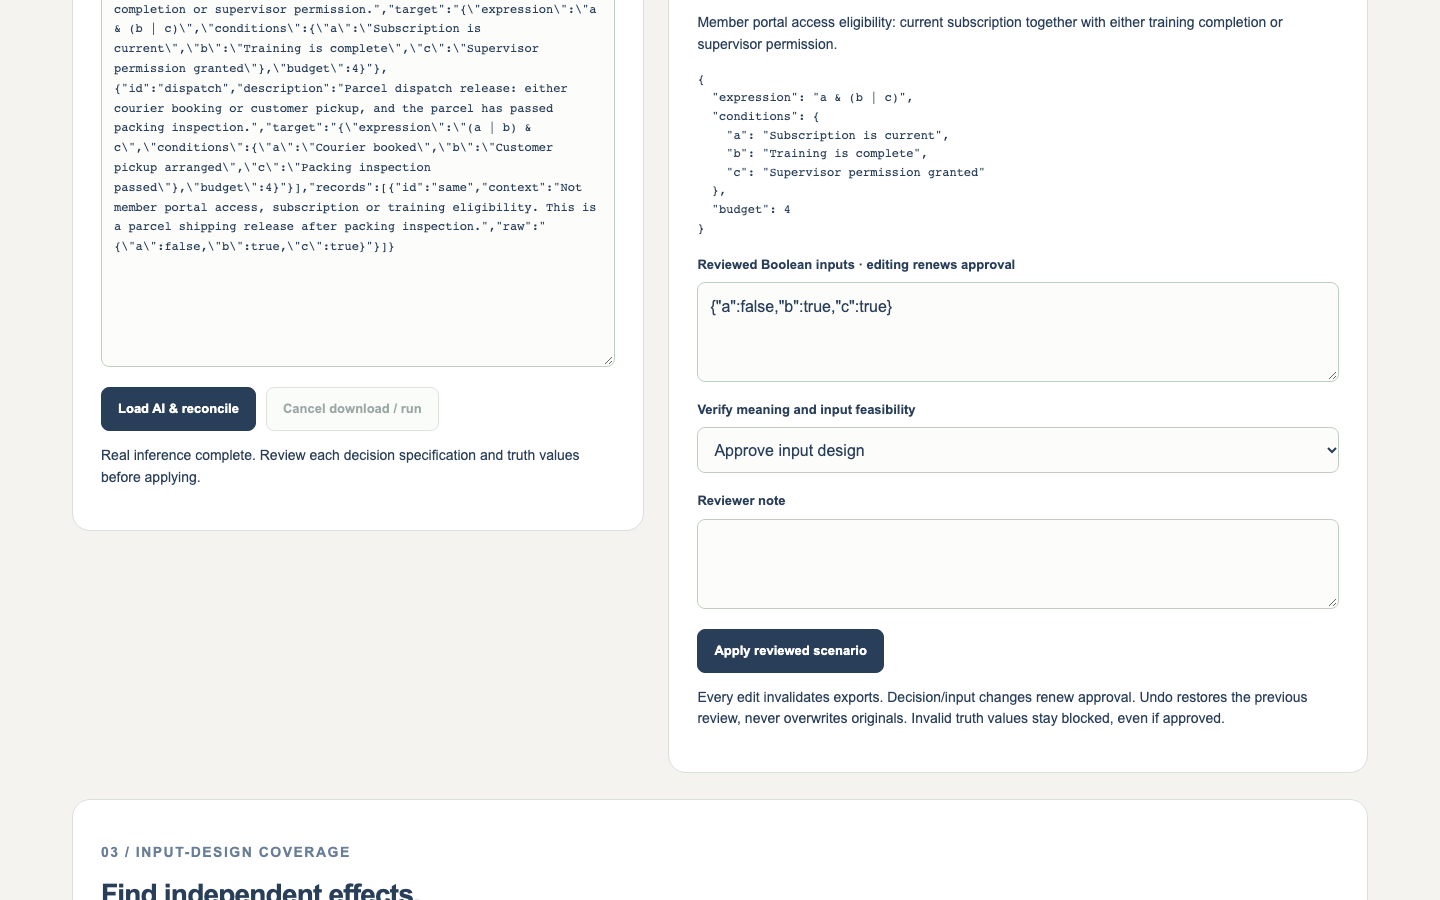 completion or supervisor permission.","target":"{\"expression\":\"a
& (b | c)\",\"conditions\":{\"a\":\"Subscription is
current\",\"b\":\"Training is complete\",\"c\":\"Supervisor
permission granted\"},\"budget\":4}"},
{"id":"dispatch","description":"Parcel dispatch release: either
courier booking or customer pickup, and the parcel has passed
packing inspection.","target":"{\"expression\":\"(a | b) &
c\",\"conditions\":{\"a\":\"Courier booked\",\"b\":\"Customer
pickup arranged\",\"c\":\"Packing inspection
passed\"},\"budget\":4}"}],"records":[{"id":"same","context":"Not
member portal access, subscription or training eligibility. This is
a parcel shipping release after packing inspection.","raw":"
{\"a\":false,\"b\":true,\"c\":true}"}]}
Load AI & reconcile
Cancel download / run
Real inference complete. Review each decision specification and truth values
before applying.
Member portal access eligibility: current subscription together with either training completion or
supervisor permission.
{
  "expression": "a & (b | c)",
  "conditions": {
    "a": "Subscription is current",
    "b": "Training is complete",
    "c": "Supervisor permission granted"
  },
  "budget": 4
}
Reviewed Boolean inputs · editing renews approval
{"a":false,"b":true,"c":true}
Verify meaning and input feasibility
Approve input design
Reviewer note
Apply reviewed scenario
Every edit invalidates exports. Decision/input changes renew approval. Undo restores the previous
review, never overwrites originals. Invalid truth values stay blocked, even if approved.
03 / INPUT-DESIGN COVERAGE
Find independent effects.